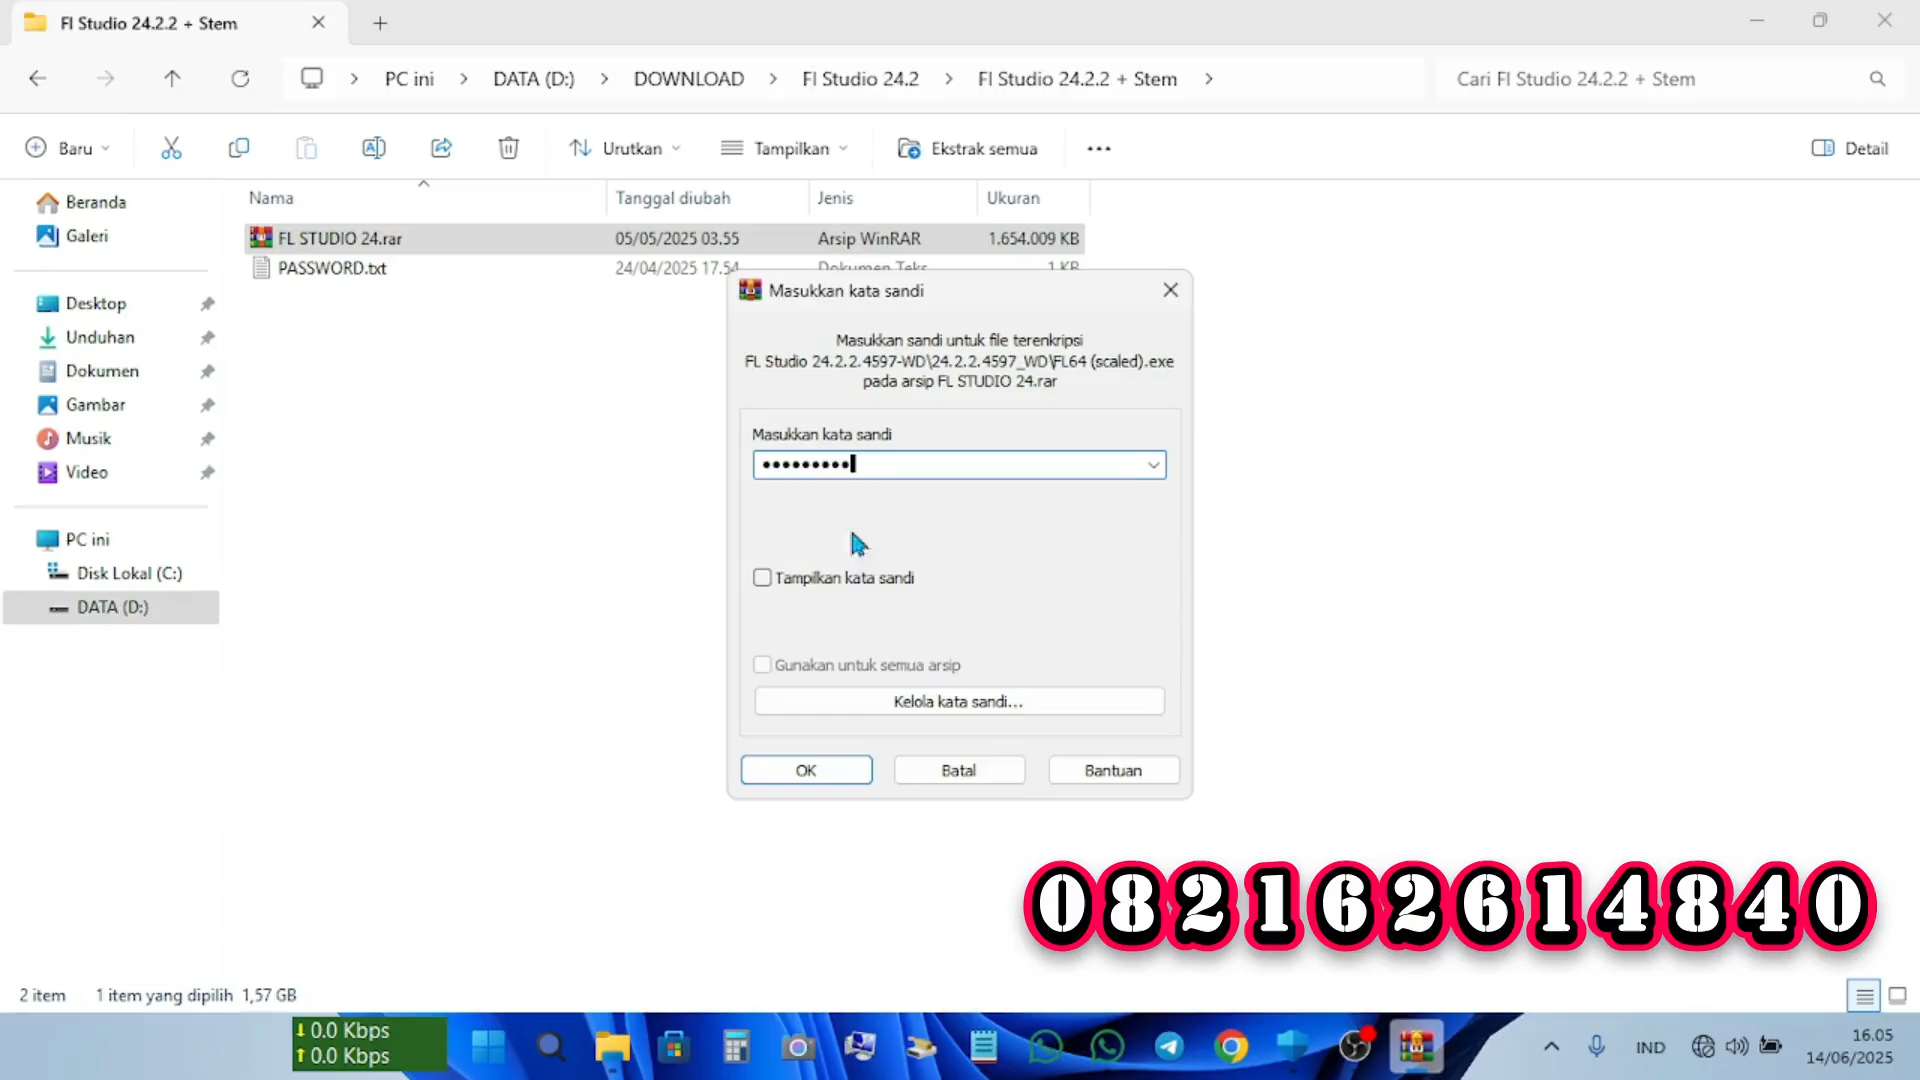 Fl Studio 24.2.2 + Stem
PC ini
DATA (D:)
DOWNLOAD
Fl Studio 24.2
Fl Studio 24.2.2 + Stem
Cari Fl Studio 24.2.2 + Stem
Baru
Urutkan
Tampilkan
Ekstrak semua
Detail
Nama
Tanggal diubah
Jenis
Ukuran
FL STUDIO 24.rar
05/05/2025 03.55
Arsip WinRAR
1.654.009 KB
PASSWORD.txt
24/04/2025 17.54
Dokumen Teks
1 KB
Beranda
Galeri
Desktop
Unduhan
Dokumen
Gambar
Musik
Video
PC ini
Disk Lokal (C:)
DATA (D:)
Masukkan kata sandi
Masukkan sandi untuk file terenkripsi
FL Studio 24.2.2.4597-WD\24.2.2.4597_WD\FL64 (scaled).exe
pada arsip FL STUDIO 24.rar
Masukkan kata sandi
•••••••••
Tampilkan kata sandi
Gunakan untuk semua arsip
Kelola kata sandi...
OK
Batal
Bantuan
082162614840
2 item
1 item yang dipilih 1,57 GB
0.0 Kbps
0.0 Kbps
IND
16.05
14/06/2025